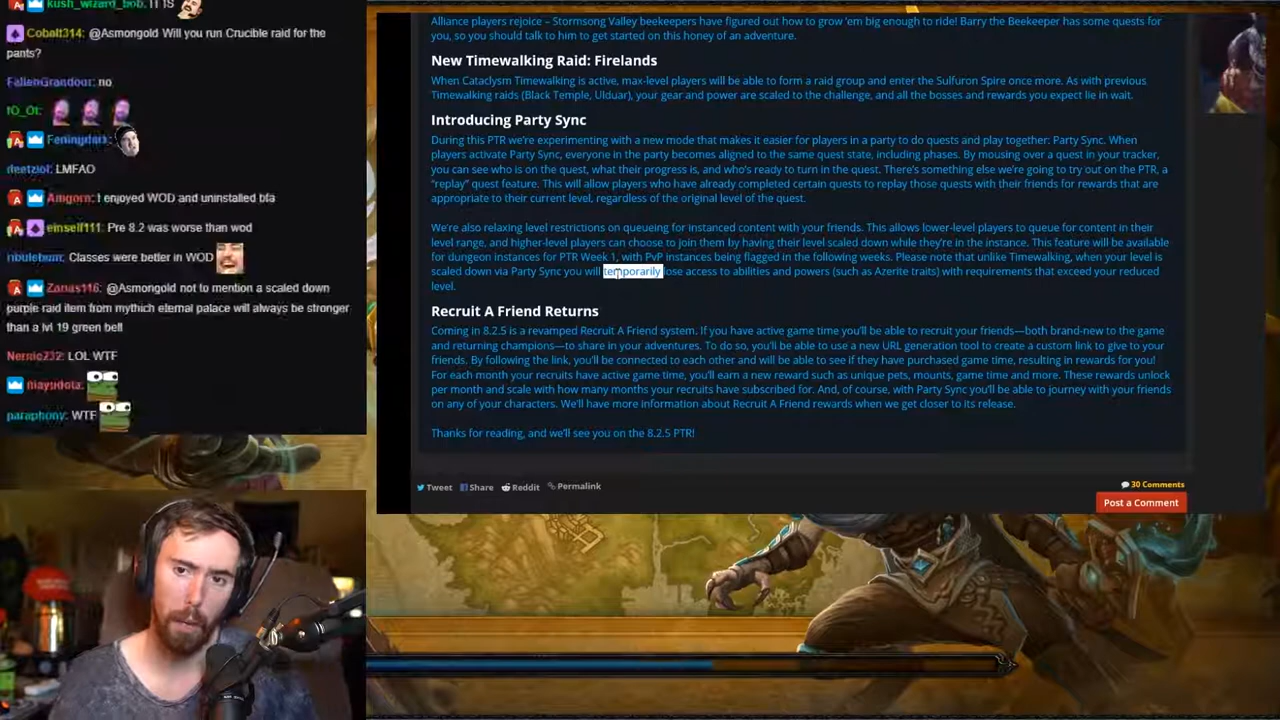 kush_wizard_bob: IT IS
Cobalt314: @Asmongold Will you run Crucible raid for the
pants?
FallenGrandeur: no
tO_Ot:
LMFAO
I enjoyed WOD and uninstalled bfa
einself111: Pre 8.2 was worse than wod
Classes were better in WOD
Zanas116: @Asmongold not to mention a scaled down
purple raid item from mythich eternal palace will always be stronger
than a lvl 19 green belt
LOL WTF
paraphony: WTF
Alliance players rejoice – Stormsong Valley beekeepers have figured out how to grow 'em big enough to ride! Barry the Beekeeper has some quests for
you, so you should talk to him to get started on this honey of an adventure.
New Timewalking Raid: Firelands
When Cataclysm Timewalking is active, max-level players will be able to form a raid group and enter the Sulfuron Spire once more. As with previous
Timewalking raids (Black Temple, Ulduar), your gear and power are scaled to the challenge, and all the bosses and rewards you expect lie in wait.
Introducing Party Sync
During this PTR we're experimenting with a new mode that makes it easier for players in a party to do quests and play together: Party Sync. When
players activate Party Sync, everyone in the party becomes aligned to the same quest state, including phases. By mousing over a quest in your tracker,
you can see who is on the quest, what their progress is, and who's ready to turn in the quest. There's something else we're going to try out on the PTR, a
"replay" quest feature. This will allow players who have already completed certain quests to replay those quests with their friends for rewards that are
appropriate to their current level, regardless of the original level of the quest.
We're also relaxing level restrictions on queueing for instanced content with your friends. This allows lower-level players to queue for content in their
level range, and higher-level players can choose to join them by having their level scaled down while they're in the instance. This feature will be available
for dungeon instances for PTR Week 1, with PvP instances being flagged in the following weeks. Please note that unlike Timewalking, when your level is
scaled down via Party Sync you will temporarily lose access to abilities and powers (such as Azerite traits) with requirements that exceed your reduced
level.
Recruit A Friend Returns
Coming in 8.2.5 is a revamped Recruit A Friend system. If you have active game time you'll be able to recruit your friends—both brand-new to the game
and returning champions—to share in your adventures. To do so, you'll be able to use a new URL generation tool to create a custom link to give to your
friends. By following the link, you'll be connected to each other and will be able to see if they have purchased game time, resulting in rewards for you!
For each month your recruits have active game time, you'll earn a new reward such as unique pets, mounts, game time and more. These rewards unlock
per month and scale with how many months your recruits have subscribed for. And, of course, with Party Sync you'll be able to journey with your friends
on any of your characters. We'll have more information about Recruit A Friend rewards when we get closer to its release.
Thanks for reading, and we'll see you on the 8.2.5 PTR!
Tweet Share Reddit Permalink
30 Comments
Post a Comment